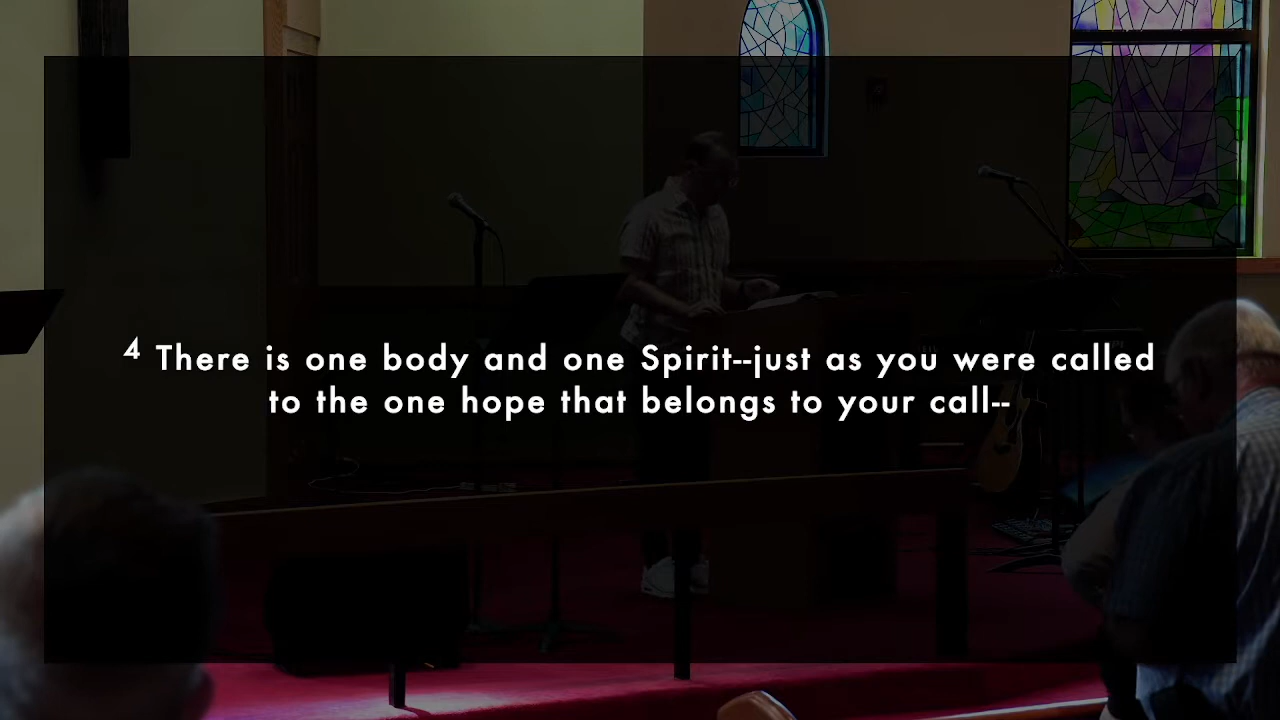 4 There is one body and one Spirit--just as you were called
to the one hope that belongs to your call--